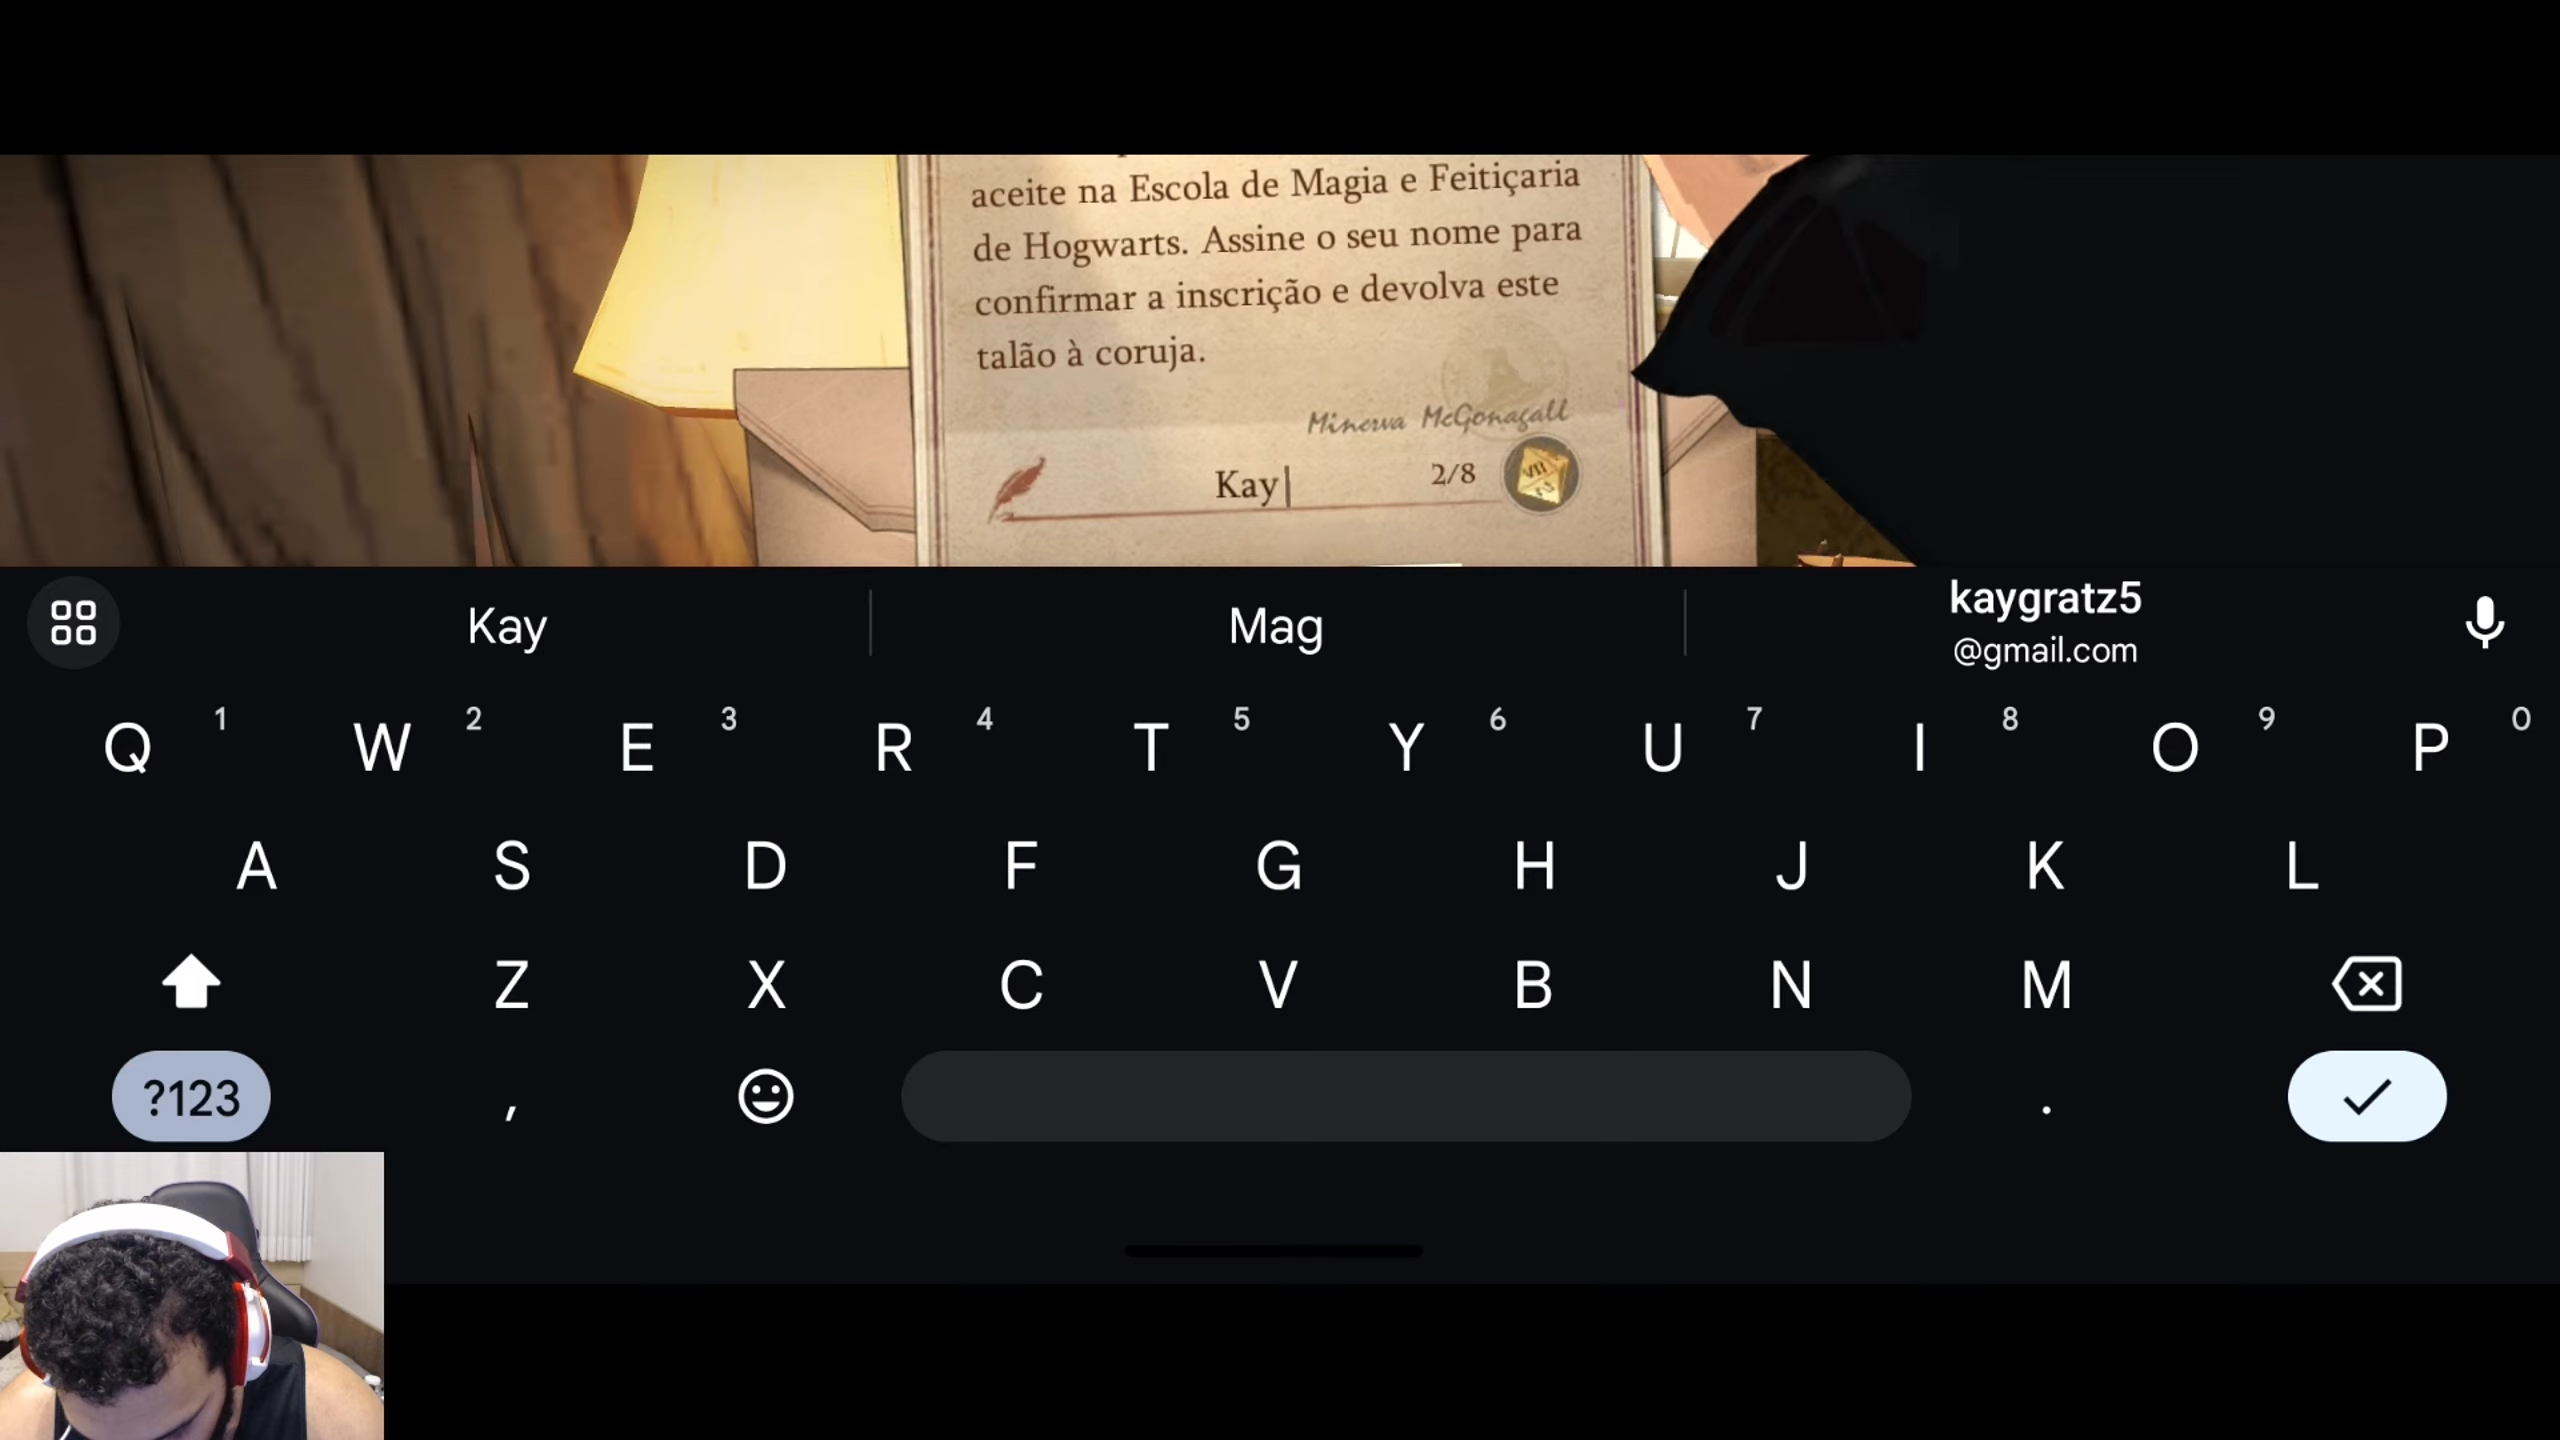 aceite na Escola de Magia e Feitiçaria
de Hogwarts. Assine o seu nome para
confirmar a inscrição e devolva este
talão à coruja.
Minerva McGonagall
Kay 2/8
VII
Kay Mag kaygratz5
@gmail.com
Q 1 W 2 E 3 R 4 T 5 Y 6 U 7 I 8 O 9 P 0
A S D F G H J K L
Z X C V B N M
?123 , .